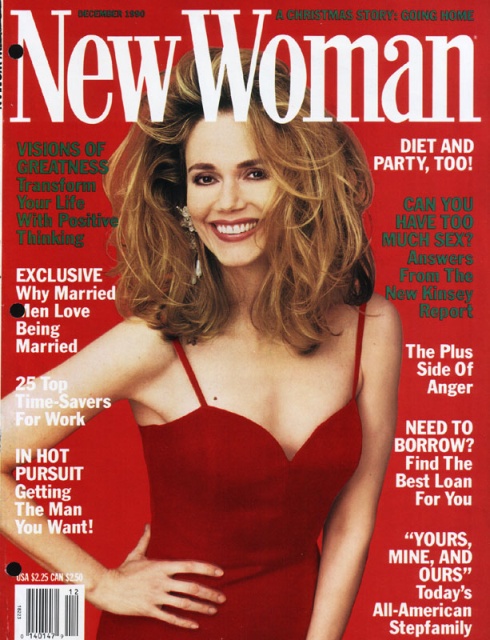 DECEMBER 1990
A CHRISTMAS STORY: GOING HOME
New Woman
VISIONS OF
GREATNESS
Transform
Your Life
With Positive
Thinking
EXCLUSIVE
Why Married
Men Love
Being
Married
25 Top
Time-Savers
For Work
IN HOT
PURSUIT
Getting
The Man
You Want!
DIET AND
PARTY, TOO!
CAN YOU
HAVE TOO
MUCH SEX?
Answers
From The
New Kinsey
Report
The Plus
Side Of
Anger
NEED TO
BORROW?
Find The
Best Loan
For You
"YOURS,
MINE, AND
OURS"
Today's
All-American
Stepfamily
USA $2.25 CAN $2.50
12